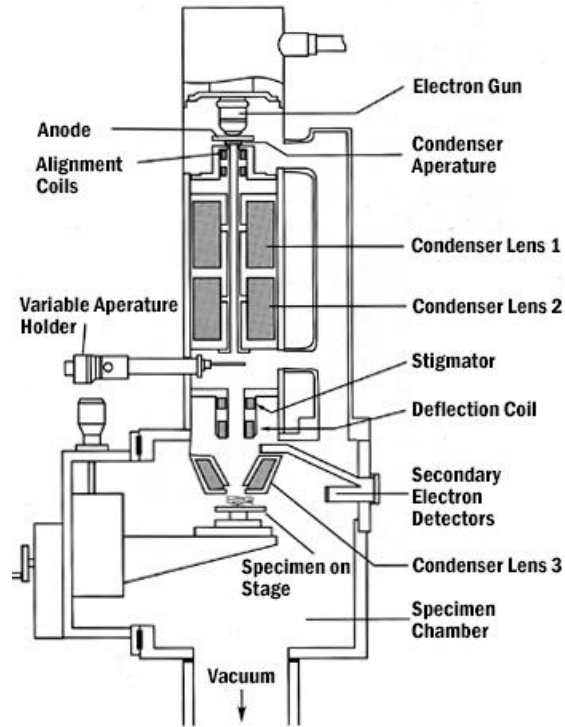 Electron Gun
Anode
Condenser
Aperature
Alignment
Coils
Condenser Lens 1
Variable Aperature
Holder
Condenser Lens 2
Stigmator
Deflection Coil
Secondary
Electron
Detectors
Specimen on
Stage
Condenser Lens 3
Specimen
Chamber
Vacuum